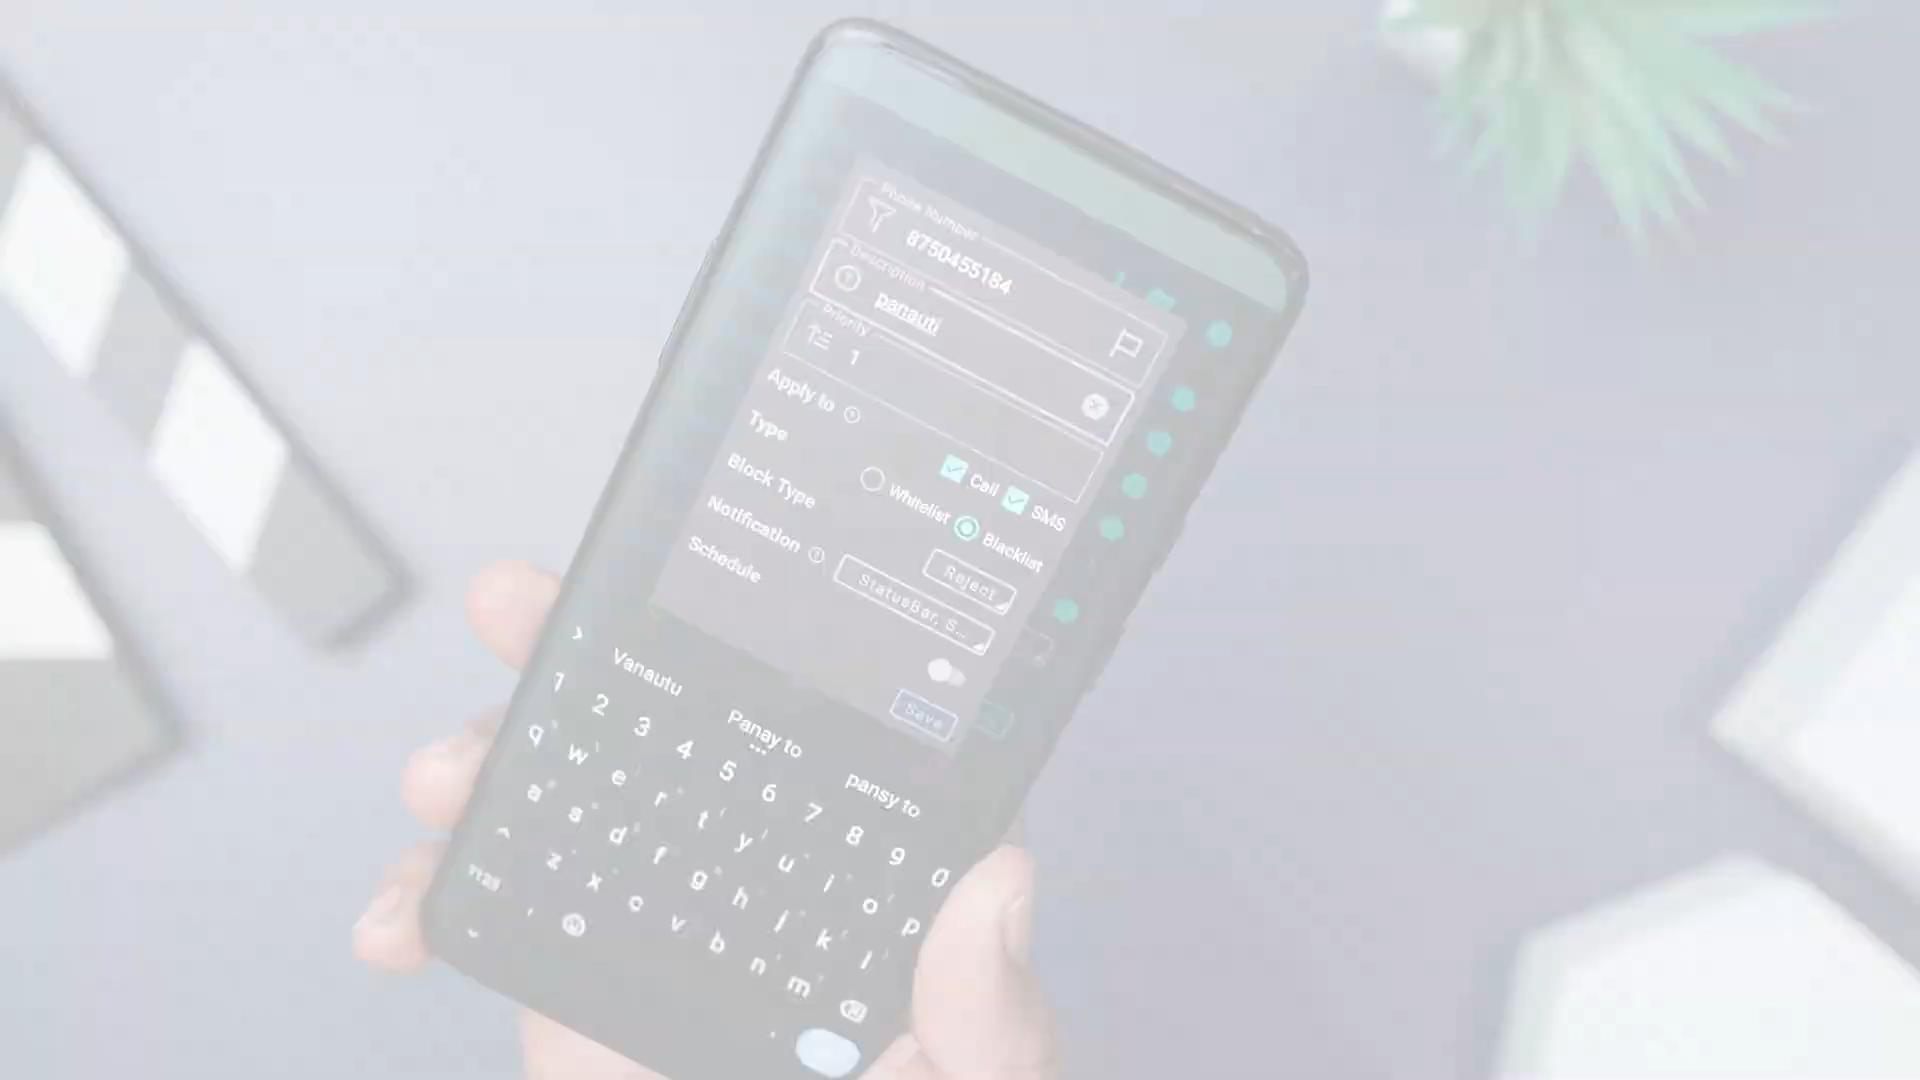 Phone Number
8750455184
Description
panauti
Priority
1
Apply to
Call SMS
Type
Whitelist Blacklist
Block Type
Reject
Notification
StatusBar, S...
Schedule
Save
Vanautu Panay to pansy to
1 2 3 4 5 6 7 8 9 0
q w e r t y u i o p
a s d f g h j k l
z x c v b n m